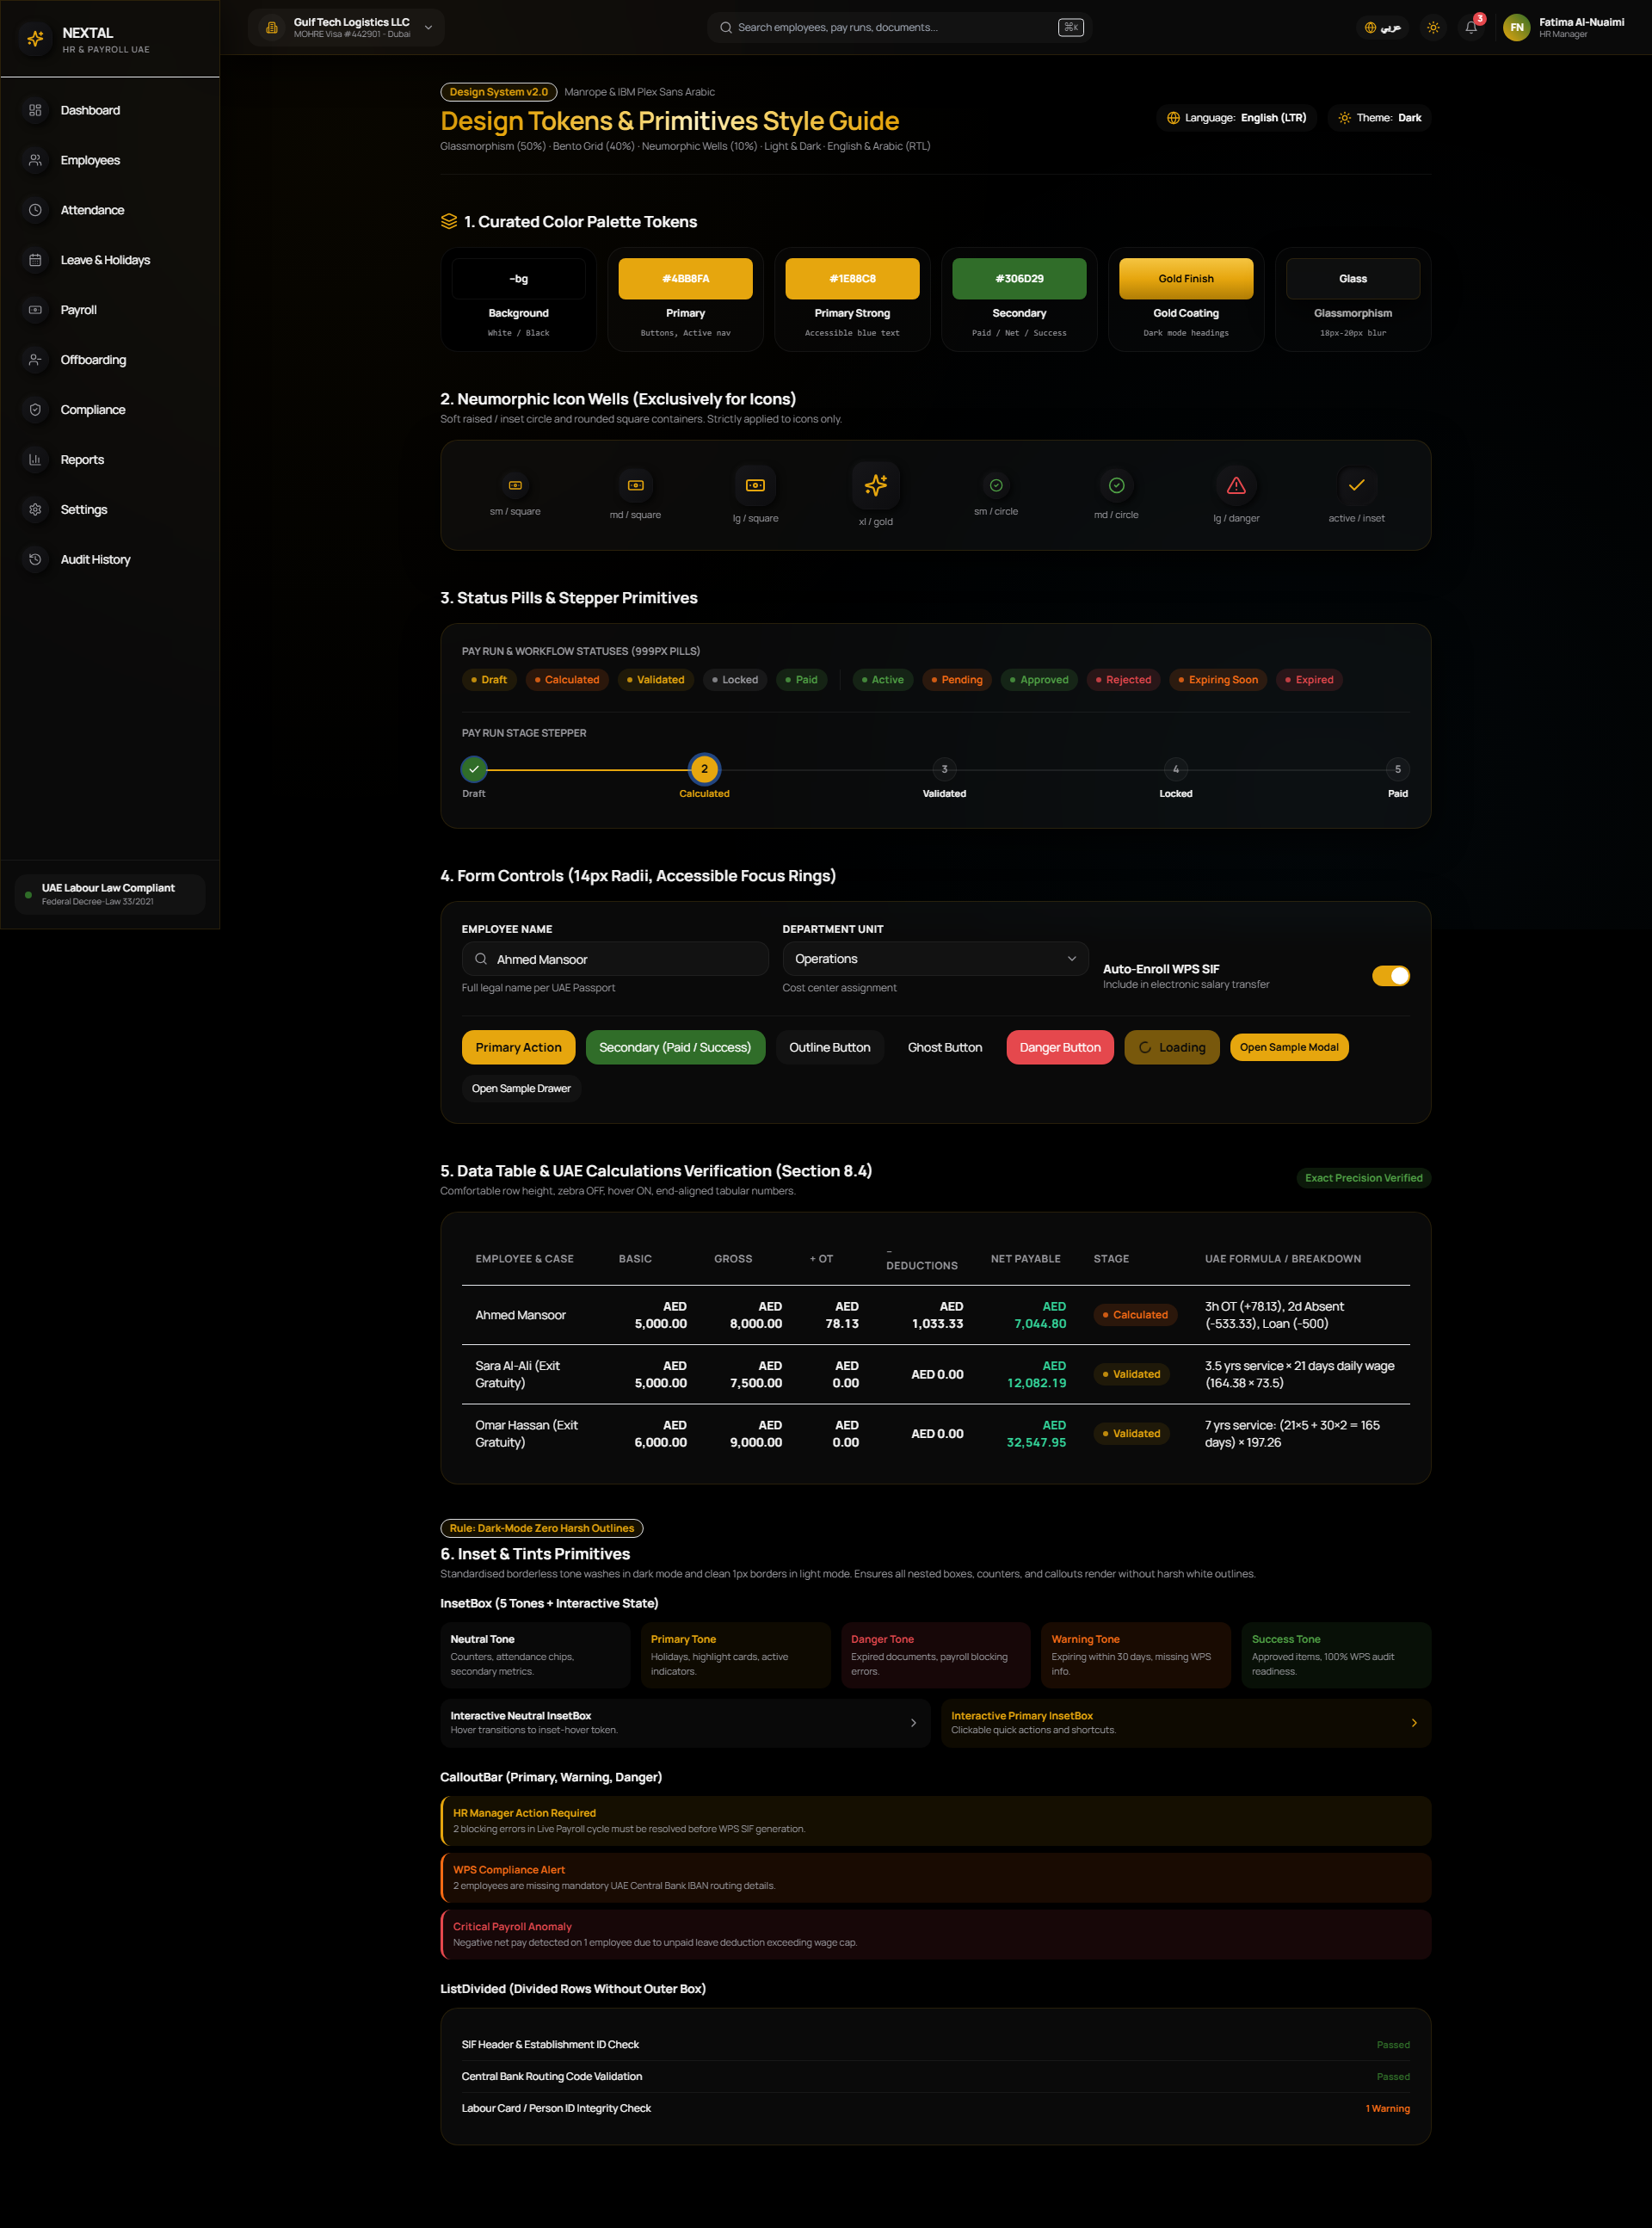 NEXTAL
HR & PAYROLL UAE
Dashboard
Employees
Attendance
Leave & Holidays
Payroll
Offboarding
Compliance
Reports
Settings
Audit History
UAE Labour Law Compliant
Federal Decree-Law 33/2021
Gulf Tech Logistics LLC
MOHRE Visa #442901 - Dubai
Search employees, pay runs, documents...
⌘K
عربي
3
FN
Fatima Al-Nuaimi
HR Manager
Design System v2.0
Manrope & IBM Plex Sans Arabic
Design Tokens & Primitives Style Guide
Glassmorphism (50%) · Bento Grid (40%) · Neumorphic Wells (10%) · Light & Dark · English & Arabic (RTL)
Language: English (LTR)
Theme: Dark
1. Curated Color Palette Tokens
--bg
Background
White / Black
#4BB8FA
Primary
Buttons, Active nav
#1E88C8
Primary Strong
Accessible blue text
#306D29
Secondary
Paid / Net / Success
Gold Finish
Gold Coating
Dark mode headings
Glass
Glassmorphism
18px-20px blur
2. Neumorphic Icon Wells (Exclusively for Icons)
Soft raised / inset circle and rounded square containers. Strictly applied to icons only.
sm / square
md / square
lg / square
xl / gold
sm / circle
md / circle
lg / danger
active / inset
3. Status Pills & Stepper Primitives
PAY RUN & WORKFLOW STATUSES (999PX PILLS)
Draft
Calculated
Validated
Locked
Paid
Active
Pending
Approved
Rejected
Expiring Soon
Expired
PAY RUN STAGE STEPPER
2
3
4
5
Draft
Calculated
Validated
Locked
Paid
4. Form Controls (14px Radii, Accessible Focus Rings)
EMPLOYEE NAME
Ahmed Mansoor
Full legal name per UAE Passport
DEPARTMENT UNIT
Operations
Cost center assignment
Auto-Enroll WPS SIF
Include in electronic salary transfer
Primary Action
Secondary (Paid / Success)
Outline Button
Ghost Button
Danger Button
Loading
Open Sample Modal
Open Sample Drawer
5. Data Table & UAE Calculations Verification (Section 8.4)
Comfortable row height, zebra OFF, hover ON, end-aligned tabular numbers.
Exact Precision Verified
EMPLOYEE & CASE
BASIC
GROSS
+ OT
−
DEDUCTIONS
NET PAYABLE
STAGE
UAE FORMULA / BREAKDOWN
Ahmed Mansoor
AED
5,000.00
AED
8,000.00
AED
78.13
AED
1,033.33
AED
7,044.80
Calculated
3h OT (+78.13), 2d Absent
(-533.33), Loan (-500)
Sara Al-Ali (Exit
Gratuity)
AED
5,000.00
AED
7,500.00
AED
0.00
AED 0.00
AED
12,082.19
Validated
3.5 yrs service × 21 days daily wage
(164.38 × 73.5)
Omar Hassan (Exit
Gratuity)
AED
6,000.00
AED
9,000.00
AED
0.00
AED 0.00
AED
32,547.95
Validated
7 yrs service: (21×5 + 30×2 = 165
days) × 197.26
Rule: Dark-Mode Zero Harsh Outlines
6. Inset & Tints Primitives
Standardised borderless tone washes in dark mode and clean 1px borders in light mode. Ensures all nested boxes, counters, and callouts render without harsh white outlines.
InsetBox (5 Tones + Interactive State)
Neutral Tone
Counters, attendance chips,
secondary metrics.
Primary Tone
Holidays, highlight cards, active
indicators.
Danger Tone
Expired documents, payroll blocking
errors.
Warning Tone
Expiring within 30 days, missing WPS
info.
Success Tone
Approved items, 100% WPS audit
readiness.
Interactive Neutral InsetBox
Hover transitions to inset-hover token.
Interactive Primary InsetBox
Clickable quick actions and shortcuts.
CalloutBar (Primary, Warning, Danger)
HR Manager Action Required
2 blocking errors in Live Payroll cycle must be resolved before WPS SIF generation.
WPS Compliance Alert
2 employees are missing mandatory UAE Central Bank IBAN routing details.
Critical Payroll Anomaly
Negative net pay detected on 1 employee due to unpaid leave deduction exceeding wage cap.
ListDivided (Divided Rows Without Outer Box)
SIF Header & Establishment ID Check
Passed
Central Bank Routing Code Validation
Passed
Labour Card / Person ID Integrity Check
1 Warning